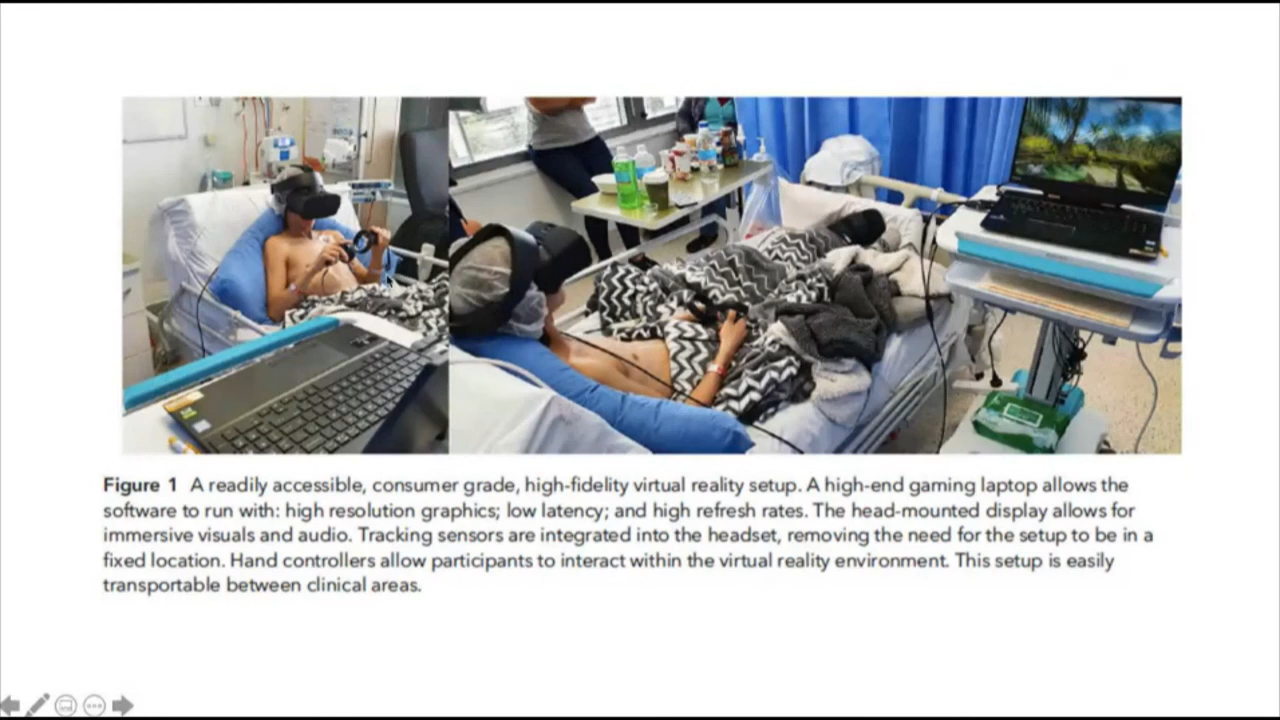 Figure 1 A readily accessible, consumer grade, high-fidelity virtual reality setup. A high-end gaming laptop allows the
software to run with: high resolution graphics; low latency; and high refresh rates. The head-mounted display allows for
immersive visuals and audio. Tracking sensors are integrated into the headset, removing the need for the setup to be in a
fixed location. Hand controllers allow participants to interact within the virtual reality environment. This setup is easily
transportable between clinical areas.